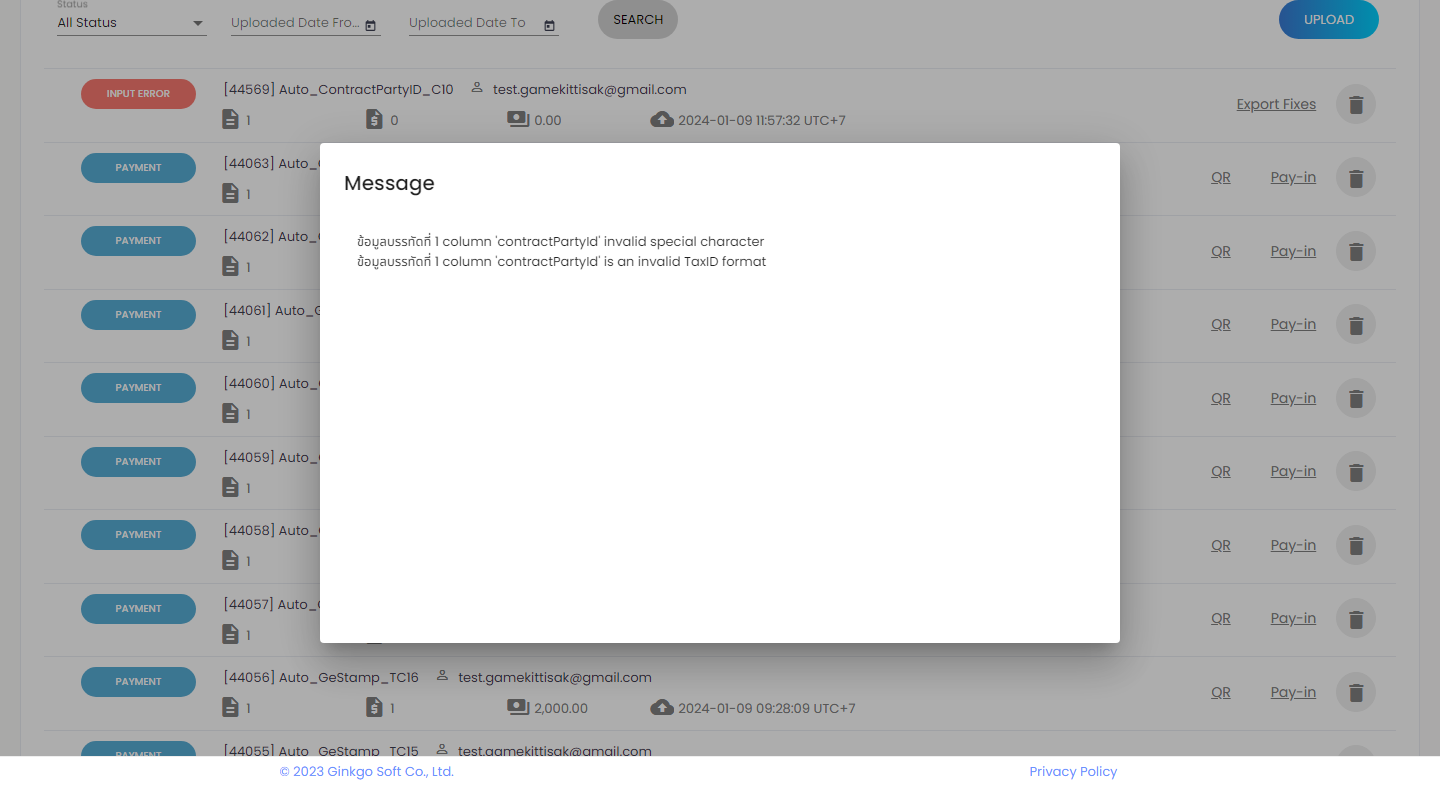 Status
All Status
Uploaded Date Fro...
Uploaded Date To
SEARCH
UPLOAD
INPUT ERROR
[44569] Auto_ContractPartyID_C10
test.gamekittisak@gmail.com
1
0
0.00
2024-01-09 11:57:32 UTC+7
Export Fixes
PAYMENT
[44063] Auto_
1
QR
Pay-in
PAYMENT
[44062] Auto_
1
QR
Pay-in
PAYMENT
[44061] Auto_
1
QR
Pay-in
PAYMENT
[44060] Auto_
1
QR
Pay-in
PAYMENT
[44059] Auto_
1
QR
Pay-in
PAYMENT
[44058] Auto_
1
QR
Pay-in
PAYMENT
[44057] Auto_
1
QR
Pay-in
Message
ข้อมูลบรรทัดที่ 1 column 'contractPartyId' invalid special character
ข้อมูลบรรทัดที่ 1 column 'contractPartyId' is an invalid TaxID format
PAYMENT
[44056] Auto_GeStamp_TC16
test.gamekittisak@gmail.com
1
1
2,000.00
2024-01-09 09:28:09 UTC+7
QR
Pay-in
PAYMENT
[44055] Auto_GeStamp_TC15
test.gamekittisak@gmail.com
© 2023 Ginkgo Soft Co., Ltd.
Privacy Policy